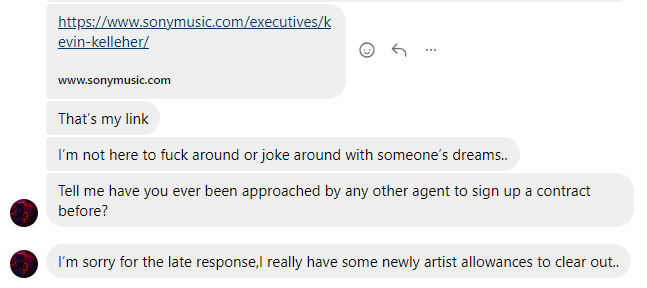 https://www.sonymusic.com/executives/k
evin-kelleher/
www.sonymusic.com
That's my link
I'm not here to fuck around or joke around with someone's dreams..
Tell me have you ever been approached by any other agent to sign up a contract
before?
I'm sorry for the late response,I really have some newly artist allowances to clear out..